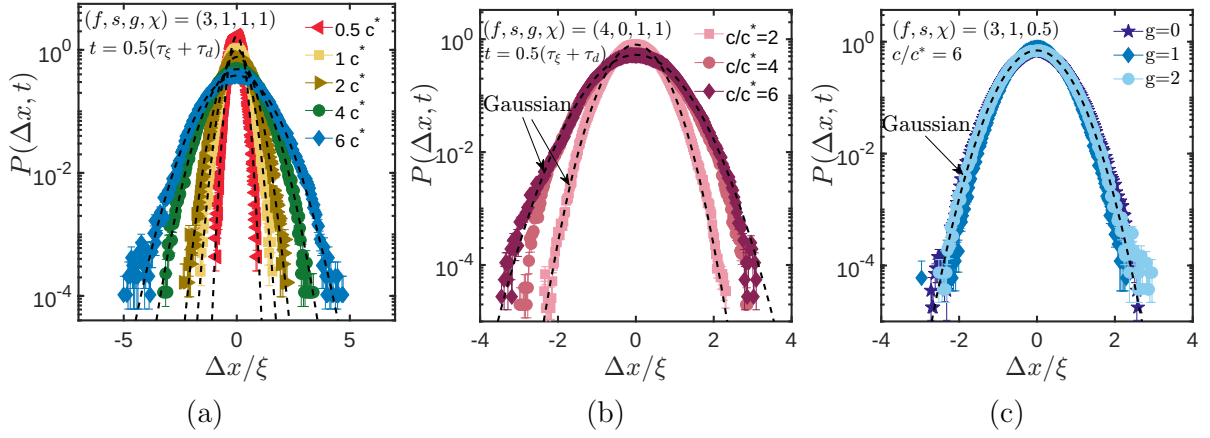 (f, s, g, χ) = (3, 1, 1, 1)
t = 0.5(τ_ξ + τ_d)
0.5 c*
1 c*
2 c*
4 c*
6 c*
P(Δx, t)
10^0
10^-2
10^-4
-5
0
5
Δx/ξ
(a)
(f, s, g, χ) = (4, 0, 1, 1)
t = 0.5(τ_ξ + τ_d)
c/c*=2
c/c*=4
c/c*=6
Gaussian
P(Δx, t)
10^0
10^-2
10^-4
-4
-2
0
2
4
Δx/ξ
(b)
(f, s, χ) = (3, 1, 0.5)
c/c* = 6
g=0
g=1
g=2
Gaussian
P(Δx, t)
10^0
10^-2
10^-4
-4
-2
0
2
4
Δx/ξ
(c)